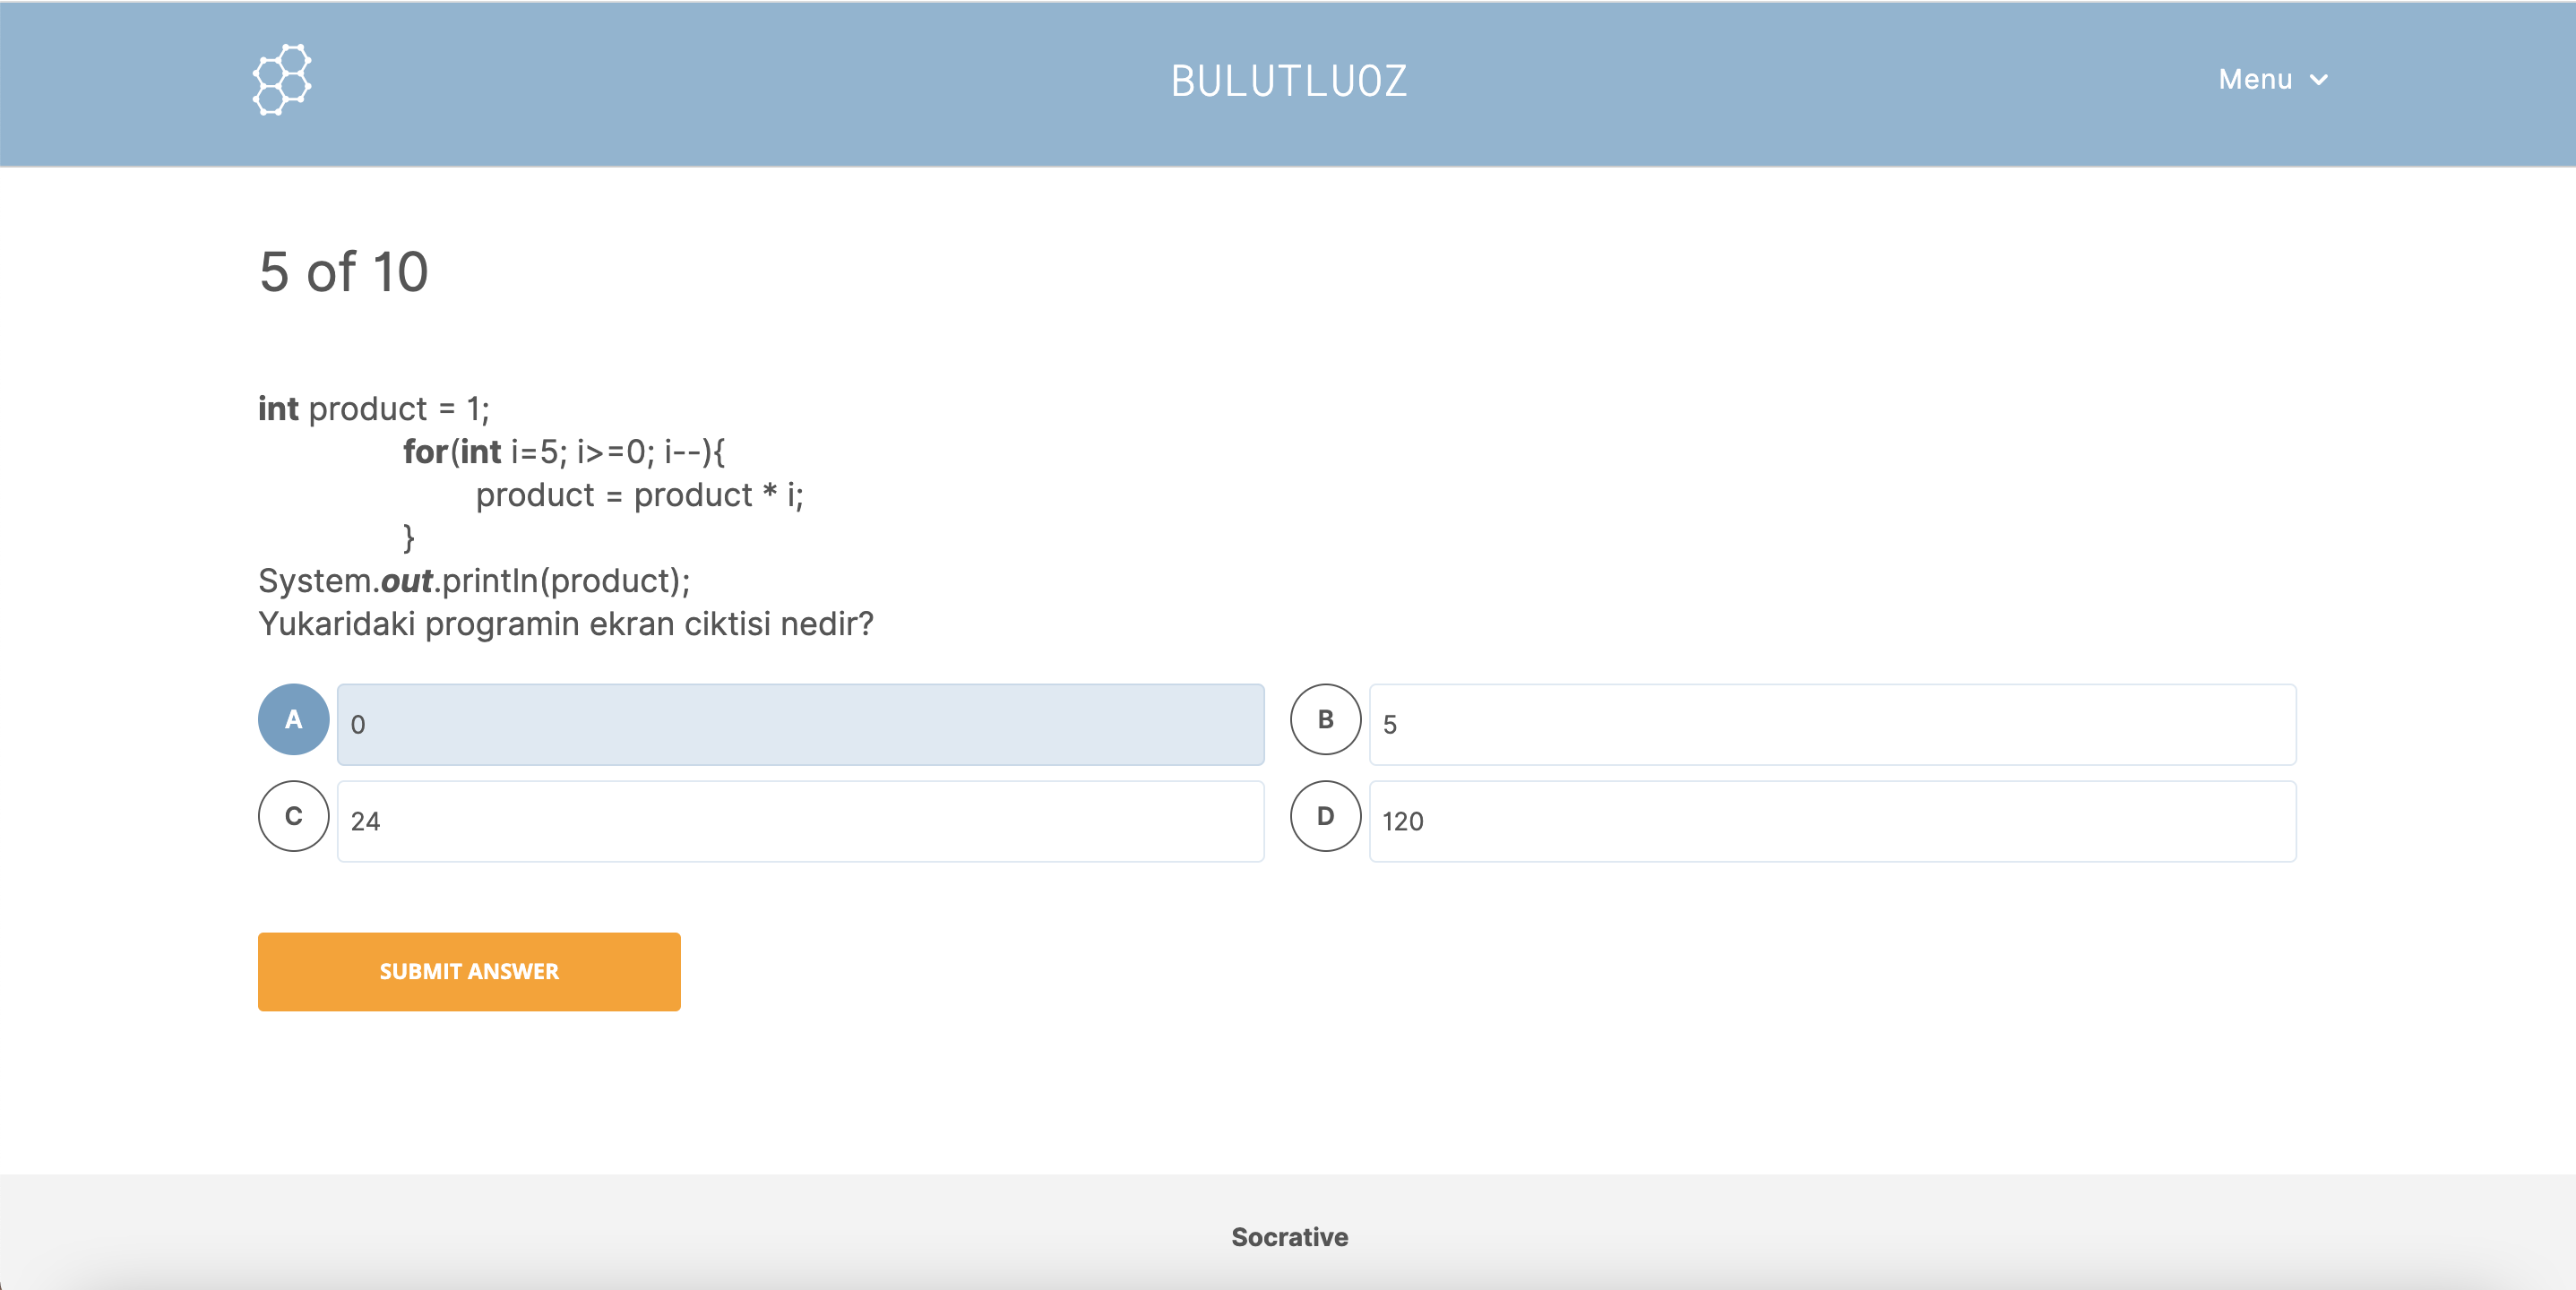 BULUTLUOZ
Menu
5 of 10
int product = 1;
for(int i=5; i>=0; i--){
product = product * i;
}
System.out.println(product);
Yukaridaki programin ekran ciktisi nedir?
A 0
B 5
C 24
D 120
SUBMIT ANSWER
Socrative